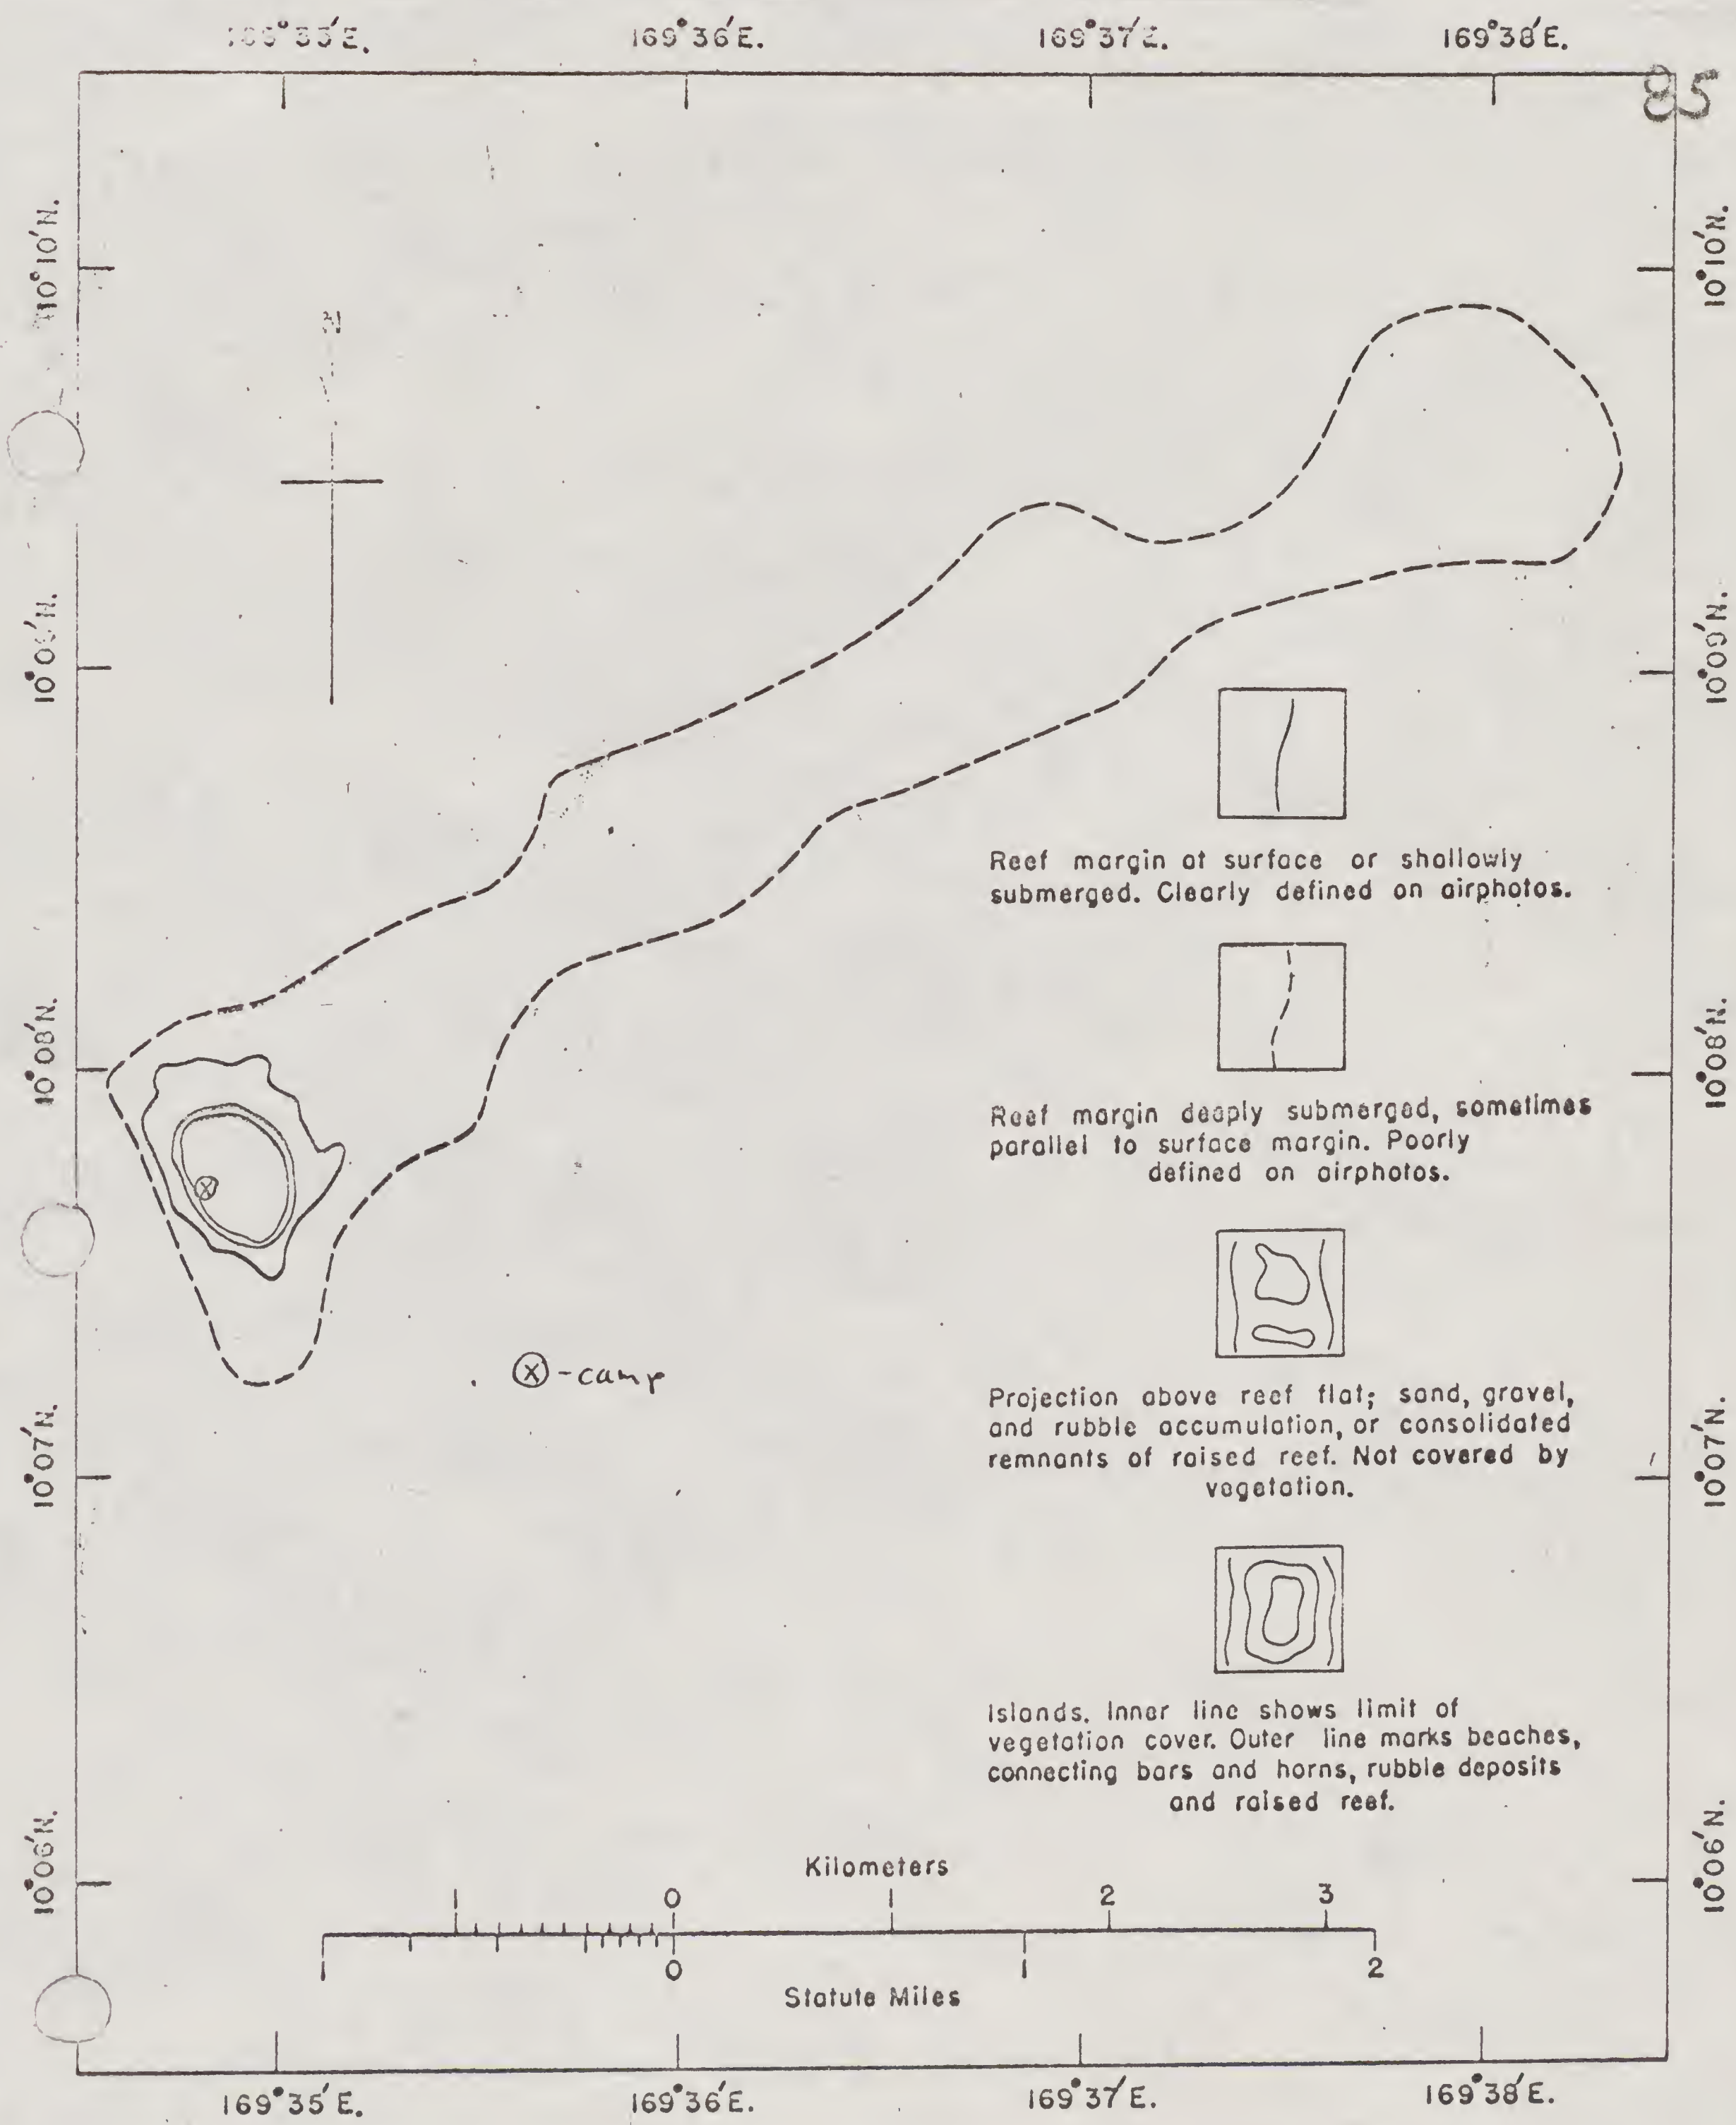 169°35'E. 169°36'E. 169°37'E. 169°38'E.
85
10°10'N. 10°10'N.
N
10°09'N. 10°09'N.
Reef margin at surface or shallowly
submerged. Clearly defined on airphotos.
10°08'N. 10°08'N.
Reef margin deeply submerged, sometimes
parallel to surface margin. Poorly
defined on airphotos.
ⓧ
ⓧ-camp
Projection above reef flat; sand, gravel,
and rubble accumulation, or consolidated
remnants of raised reef. Not covered by
vegetation.
10°07'N. 10°07'N.
Islands. Inner line shows limit of
vegetation cover. Outer line marks beaches,
connecting bars and horns, rubble deposits
and raised reef.
10°06'N. 10°06'N.
Kilometers
1 0 1 2 3
1 0 1 2
Statute Miles
169°35'E. 169°36'E. 169°37'E. 169°38'E.